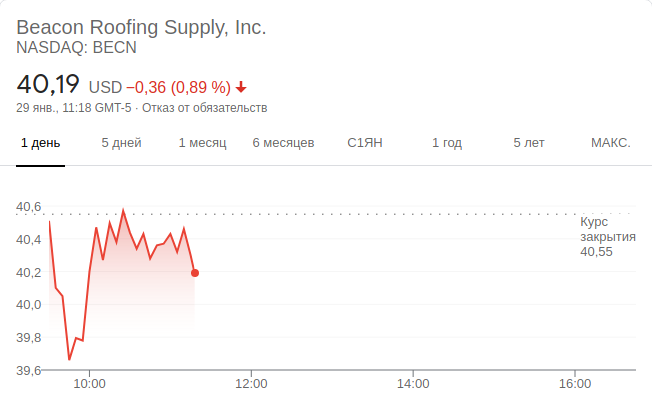 Beacon Roofing Supply, Inc.
NASDAQ: BECN
40,19 USD −0,36 (0,89 %)
29 янв., 11:18 GMT-5 · Отказ от обязательств
1 день 5 дней 1 месяц 6 месяцев С1ЯН 1 год 5 лет МАКС.
40,6
Курс
закрытия
40,55
40,4
40,2
40,0
39,8
39,6
10:00 12:00 14:00 16:00